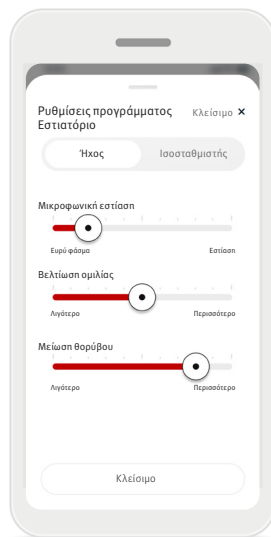 Ρυθμίσεις προγράμματος Κλείσιμο ×
Εστιατόριο
Ήχος Ισοσταθμιστής
Μικροφωνική εστίαση
Ευρύ φάσμα Εστίαση
Βελτίωση ομιλίας
Λιγότερο Περισσότερο
Μείωση θορύβου
Λιγότερο Περισσότερο
Κλείσιμο